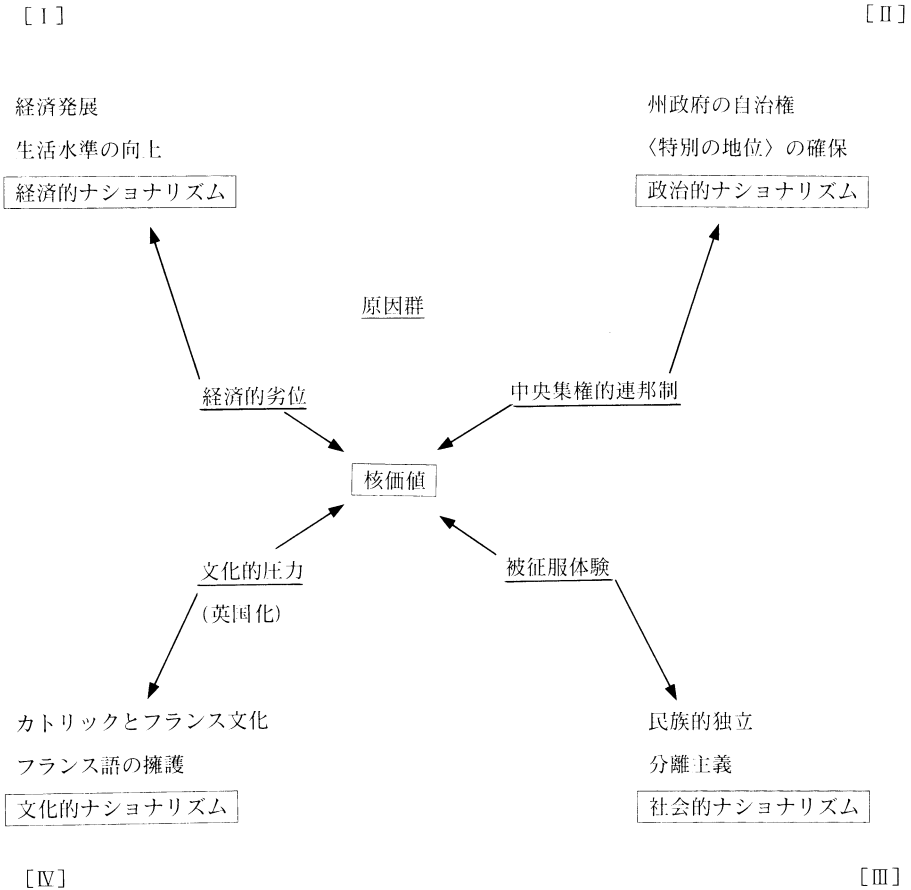 [Ⅰ]
[Ⅱ]
経済発展
生活水準の向上
経済的ナショナリズム
州政府の自治権
〈特別の地位〉の確保
政治的ナショナリズム
原因群
経済的劣位
中央集権的連邦制
核価値
文化的圧力
(英国化)
被征服体験
カトリックとフランス文化
フランス語の擁護
文化的ナショナリズム
民族的独立
分離主義
社会的ナショナリズム
[Ⅳ]
[Ⅲ]